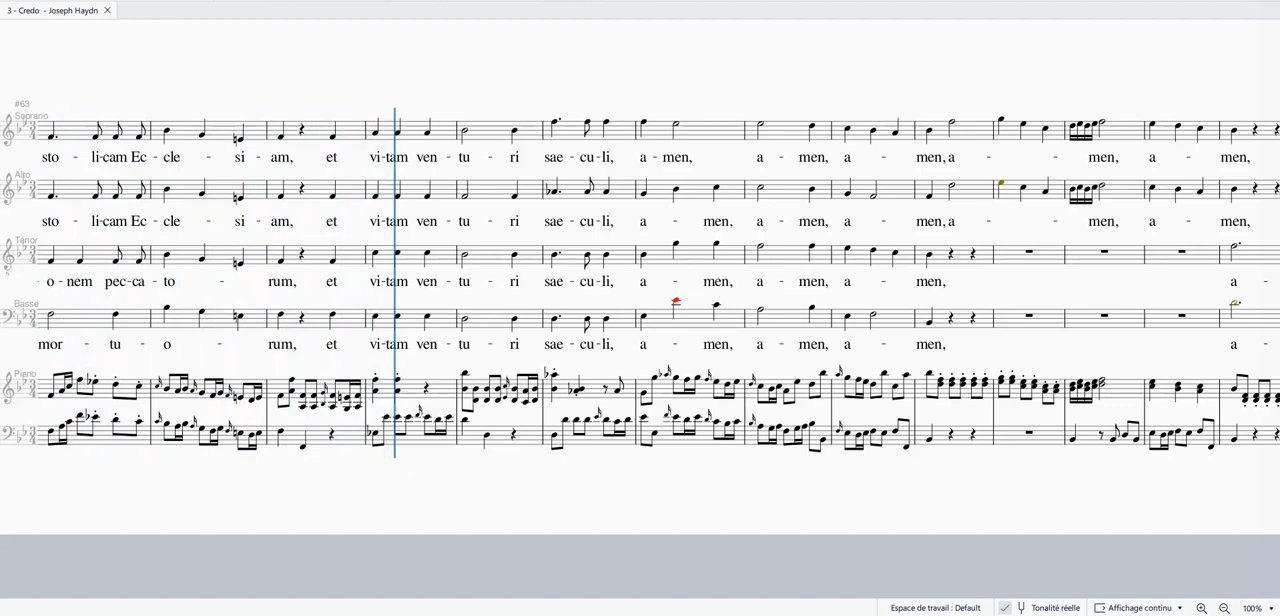 3 - Credo - Joseph Haydn
#63
Soprano
sto - li-cam Ec - cle - si - am, et vi-tam ven - tu - ri sae - cu - li, a - men, a - men, a - men, a - men, a - men,
Alto
sto - li-cam Ec - cle - si - am, et vi-tam ven - tu - ri sae - cu - li, a - men, a - men, a - men, a - men, a - men,
Ténor
- o - nem pec - ca - to - rum, et vi-tam ven - tu - ri sae - cu - li, a - men, a - men, a - men, a -
Basse
mor - tu - o - rum, et vi-tam ven - tu - ri sae - cu - li, a - men, a - men, a - men, a -
Piano
Espace de travail : Default Tonalité réelle Affichage continu 100%